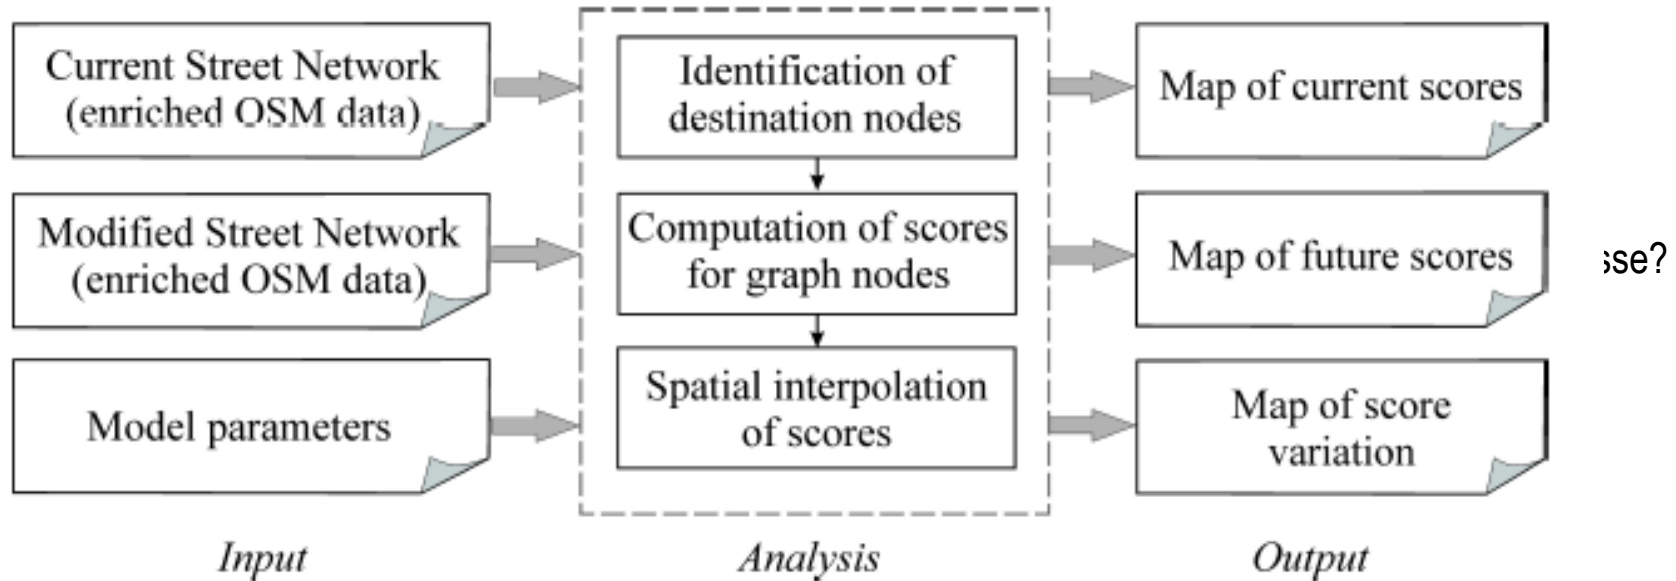 Current Street Network
(enriched OSM data)
Modified Street Network
(enriched OSM data)
Model parameters
Input
Identification of
destination nodes
Computation of scores
for graph nodes
Spatial interpolation
of scores
Analysis
Map of current scores
Map of future scores
Map of score
variation
Output